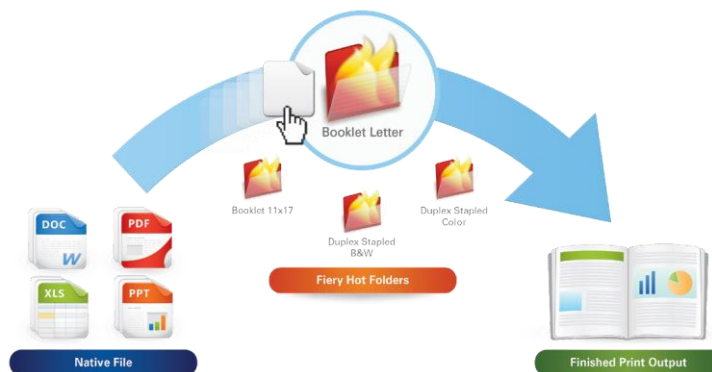 Booklet Letter
Booklet 11x17
Duplex Stapled
B&W
Duplex Stapled
Color
DOC
W
PDF
XLS
PPT
Fiery Hot Folders
Native File
Finished Print Output